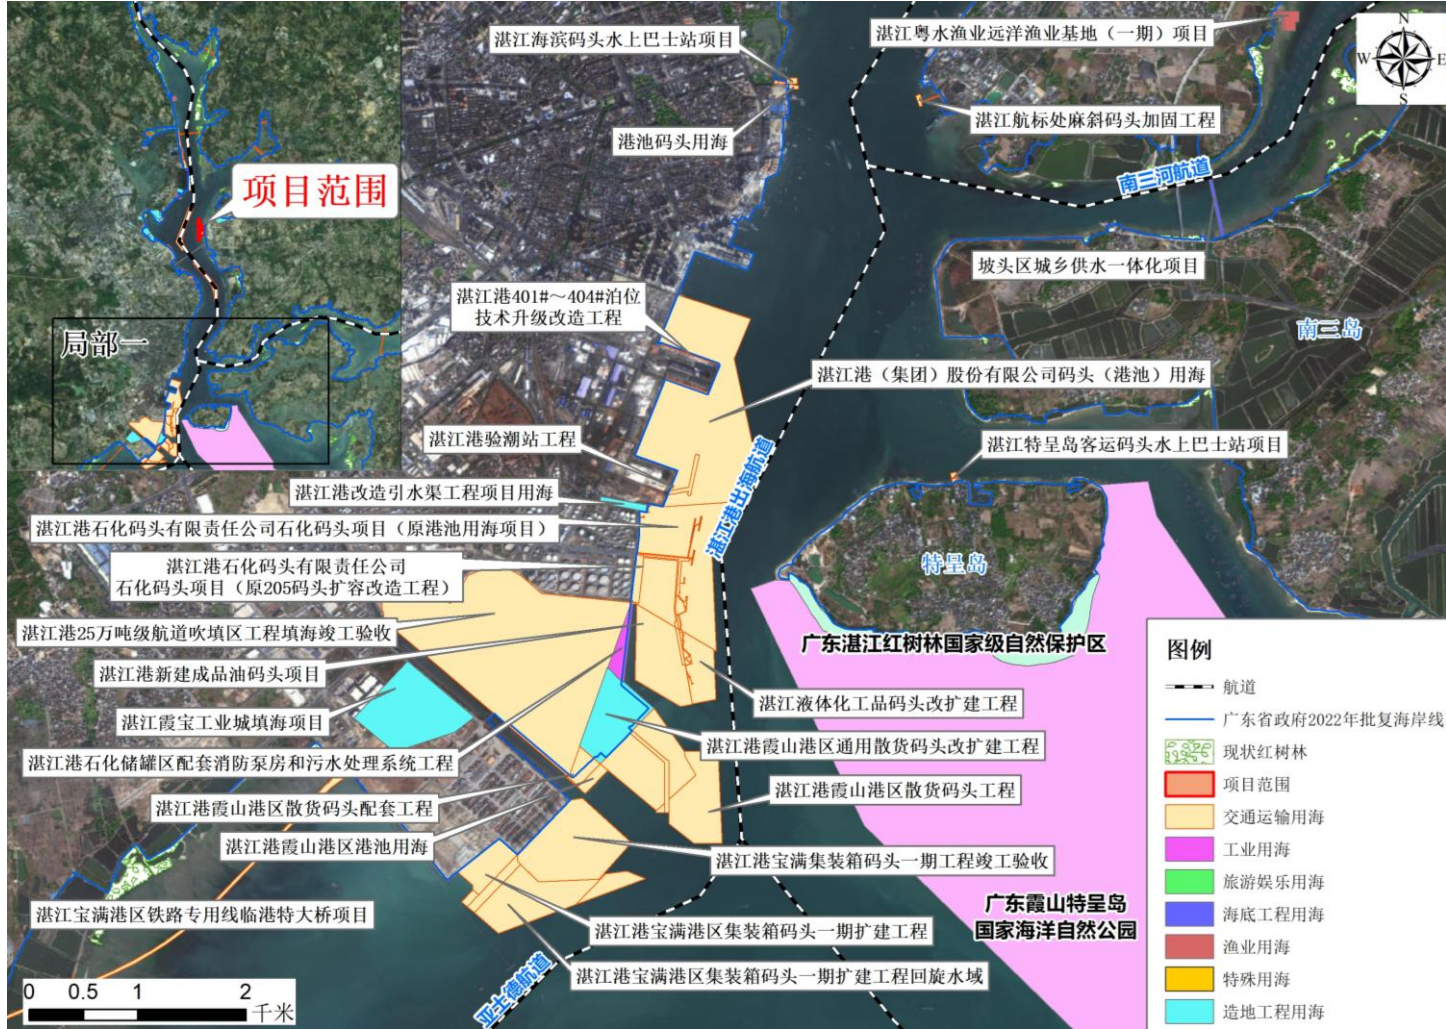 湛江海滨码头水上巴士站项目
湛江粤水渔业远洋渔业基地（一期）项目
N
W
E
S
湛江航标处麻斜码头加固工程
港池码头用海
项目范围
南三河航道
坡头区城乡供水一体化项目
湛江港401#～404#泊位
技术升级改造工程
局部一
南三岛
湛江港（集团）股份有限公司码头（港池）用海
湛江港验潮站工程
湛江港出海航道
湛江特呈岛客运码头水上巴士站项目
湛江港改造引水渠工程项目用海
湛江港石化码头有限责任公司石化码头项目（原港池用海项目）
湛江港石化码头有限责任公司
石化码头项目（原205码头扩容改造工程）
特呈岛
湛江港25万吨级航道吹填区工程填海竣工验收
广东湛江红树林国家级自然保护区
湛江港新建成品油码头项目
湛江液体化工品码头改扩建工程
湛江霞宝工业城填海项目
湛江港霞山港区通用散货码头改扩建工程
湛江港石化储罐区配套消防泵房和污水处理系统工程
湛江港霞山港区散货码头工程
湛江港霞山港区散货码头配套工程
湛江港霞山港区港池用海
湛江港宝满集装箱码头一期工程竣工验收
湛江宝满港区铁路专用线临港特大桥项目
广东霞山特呈岛
国家海洋自然公园
湛江港宝满港区集装箱码头一期扩建工程
湛江港宝满港区集装箱码头一期扩建工程回旋水域
亚士德航道
0 0.5 1 2
千米
图例
航道
广东省政府2022年批复海岸线
现状红树林
项目范围
交通运输用海
工业用海
旅游娱乐用海
海底工程用海
渔业用海
特殊用海
造地工程用海